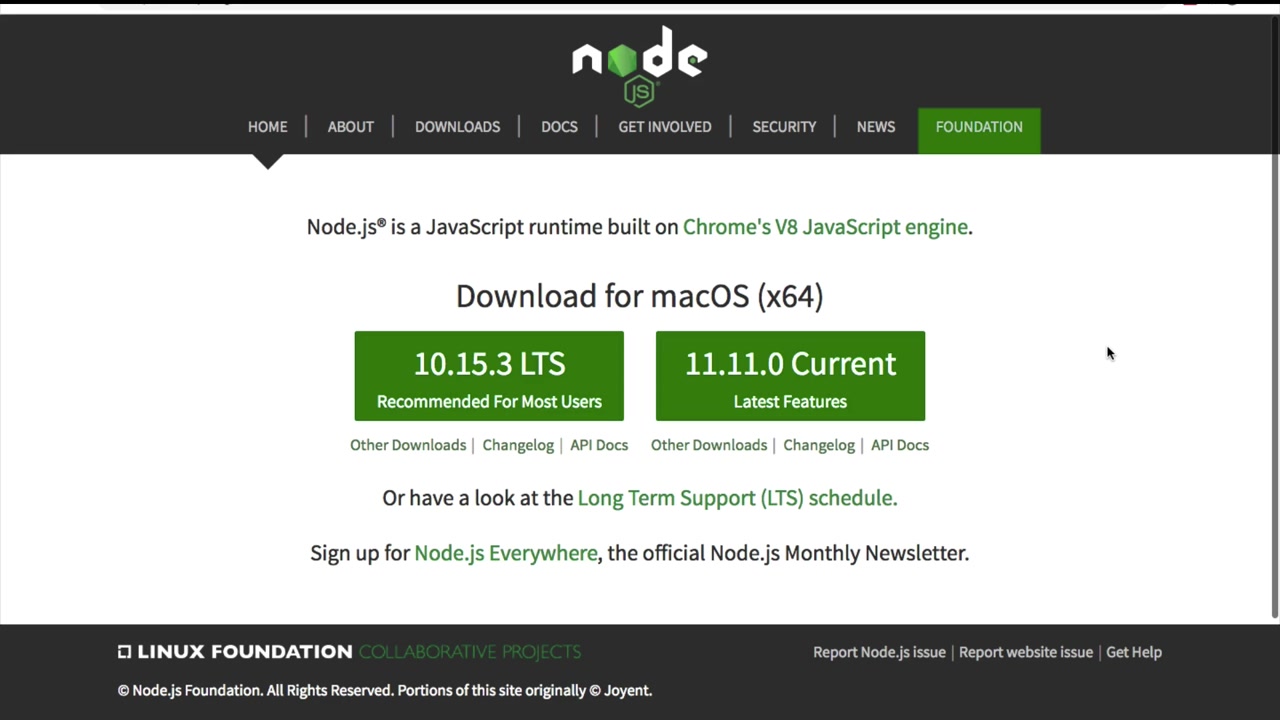 node
JS
HOME | ABOUT | DOWNLOADS | DOCS | GET INVOLVED | SECURITY | NEWS FOUNDATION
Node.js® is a JavaScript runtime built on Chrome's V8 JavaScript engine.
Download for macOS (x64)
10.15.3 LTS
Recommended For Most Users
11.11.0 Current
Latest Features
Other Downloads | Changelog | API Docs
Other Downloads | Changelog | API Docs
Or have a look at the Long Term Support (LTS) schedule.
Sign up for Node.js Everywhere, the official Node.js Monthly Newsletter.
LINUX FOUNDATION COLLABORATIVE PROJECTS
Report Node.js issue | Report website issue | Get Help
© Node.js Foundation. All Rights Reserved. Portions of this site originally © Joyent.